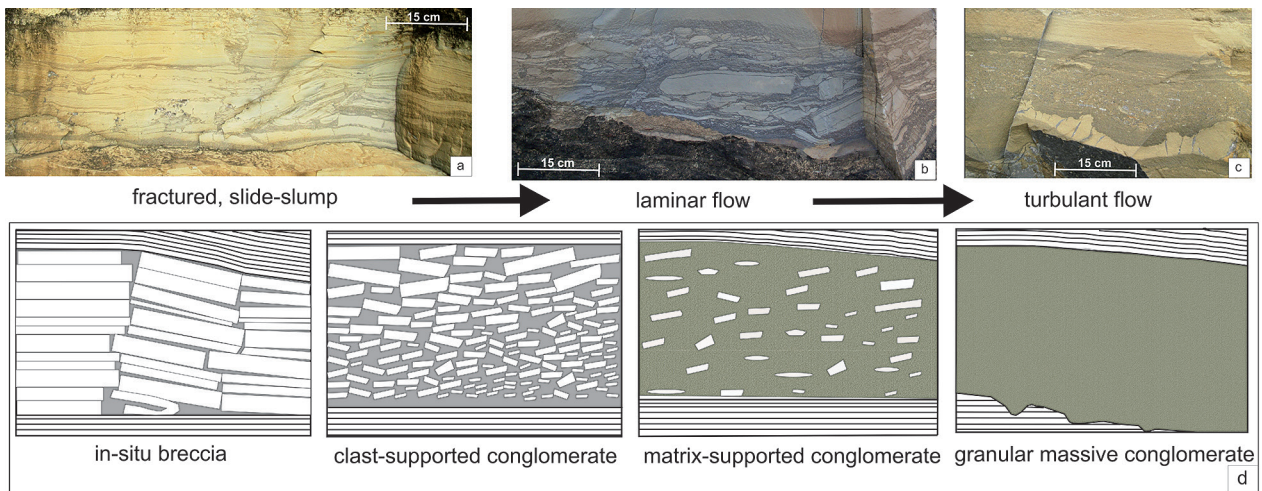 15 cm
a
15 cm
b
15 cm
c
fractured, slide-slump
laminar flow
turbulant flow
in-situ breccia
clast-supported conglomerate
matrix-supported conglomerate
granular massive conglomerate
d